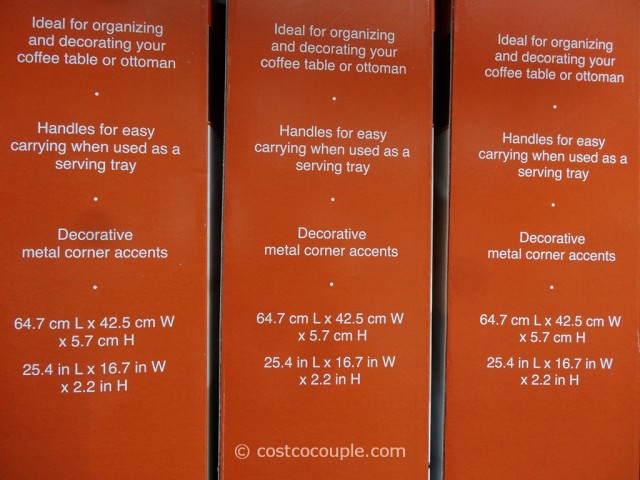 Ideal for organizing
and decorating your
coffee table or ottoman
•
Handles for easy
carrying when used as a
serving tray
•
Decorative
metal corner accents
•
64.7 cm L x 42.5 cm W
x 5.7 cm H
25.4 in L x 16.7 in W
x 2.2 in H
Ideal for organizing
and decorating your
coffee table or ottoman
•
Handles for easy
carrying when used as a
serving tray
•
Decorative
metal corner accents
•
64.7 cm L x 42.5 cm W
x 5.7 cm H
25.4 in L x 16.7 in W
x 2.2 in H
Ideal for organizing
and decorating your
coffee table or ottoman
•
Handles for easy
carrying when used as a
serving tray
•
Decorative
metal corner accents
•
64.7 cm L x 42.5 cm W
x 5.7 cm H
25.4 in L x 16.7 in W
x 2.2 in H
© costcocouple.com